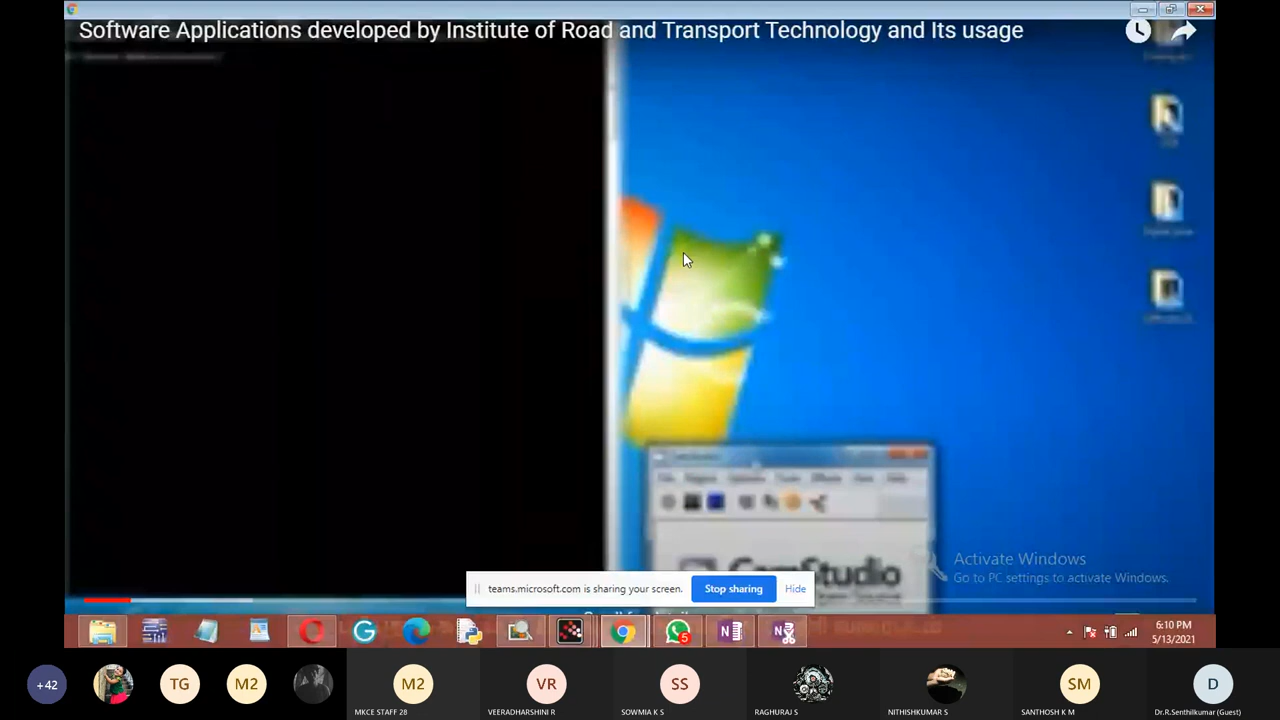 Software Applications developed by Institute of Road and Transport Technology and Its usage
CamStudio
Activate Windows
Go to PC settings to activate Windows.
teams.microsoft.com is sharing your screen.
Stop sharing
Hide
5
6:10 PM
5/13/2021
+42
TG
M2
M2
VR
SS
SM
D
MKCE STAFF 28
VEERADHARSHINI R
SOWMIA K S
RAGHURAJ S
NITHISHKUMAR S
SANTHOSH K M
Dr.R.Senthilkumar (Guest)